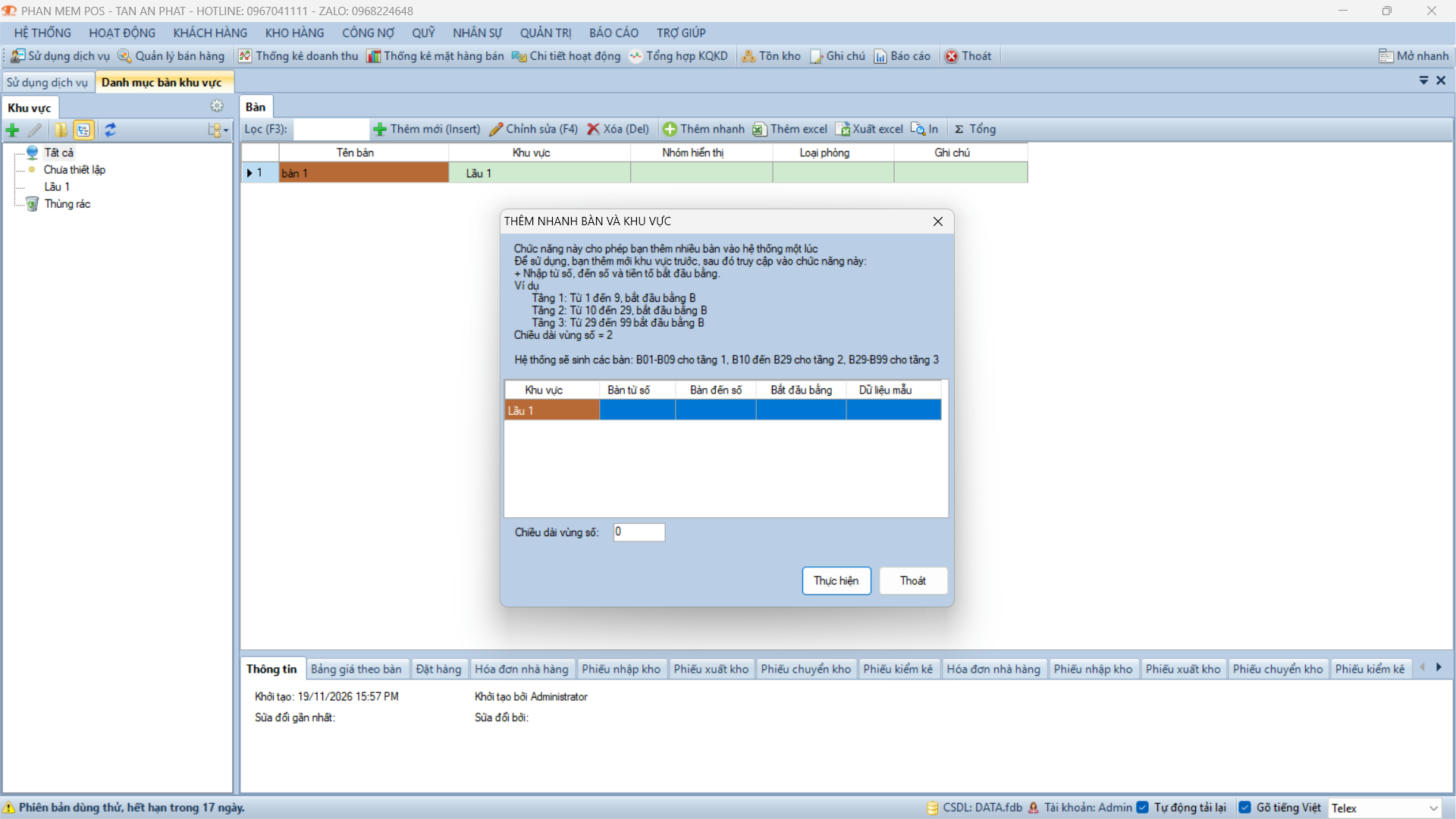 PHAN MEM POS - TAN AN PHAT - HOTLINE: 0967041111 - ZALO: 0968224648
HỆ THỐNG HOẠT ĐỘNG KHÁCH HÀNG KHO HÀNG CÔNG NỢ QUỸ NHÂN SỰ QUẢN TRỊ BÁO CÁO TRỢ GIÚP
Sử dụng dịch vụ Quản lý bán hàng Thống kê doanh thu Thống kê mặt hàng bán Chi tiết hoạt động Tổng hợp KQKD Tồn kho Ghi chú Báo cáo Thoát Mở nhanh
Sử dụng dịch vụ Danh mục bàn khu vực
Khu vực
Bàn
Lọc (F3): Thêm mới (Insert) Chỉnh sửa (F4) Xóa (Del) Thêm nhanh Thêm excel Xuất excel In Σ Tổng
Tất cả
Chưa thiết lập
Lầu 1
Thùng rác
Tên bàn Khu vực Nhóm hiển thị Loại phòng Ghi chú
1 bàn 1 Lầu 1
THÊM NHANH BÀN VÀ KHU VỰC
Chức năng này cho phép bạn thêm nhiều bàn vào hệ thống một lúc
Để sử dụng, bạn thêm mới khu vực trước, sau đó truy cập vào chức năng này:
+ Nhập từ số, đến số và tiền tố bắt đầu bằng.
Ví dụ
Tầng 1: Từ 1 đến 9, bắt đầu bằng B
Tầng 2: Từ 10 đến 29, bắt đầu bằng B
Tầng 3: Từ 29 đến 99 bắt đầu bằng B
Chiều dài vùng số = 2
Hệ thống sẽ sinh các bàn: B01-B09 cho tầng 1, B10 đến B29 cho tầng 2, B29-B99 cho tầng 3
Khu vực Bàn từ số Bàn đến số Bắt đầu bằng Dữ liệu mẫu
Lầu 1
Chiều dài vùng số: 0
Thực hiện Thoát
Thông tin Bảng giá theo bàn Đặt hàng Hóa đơn nhà hàng Phiếu nhập kho Phiếu xuất kho Phiếu chuyển kho Phiếu kiểm kê Hóa đơn nhà hàng Phiếu nhập kho Phiếu xuất kho Phiếu chuyển kho Phiếu kiểm kê
Khởi tạo: 19/11/2026 15:57 PM Khởi tạo bởi Administrator
Sửa đổi gần nhất: Sửa đổi bởi:
Phiên bản dùng thử, hết hạn trong 17 ngày. CSDL: DATA.fdb Tài khoản: Admin Tự động tải lại Gõ tiếng Việt Telex